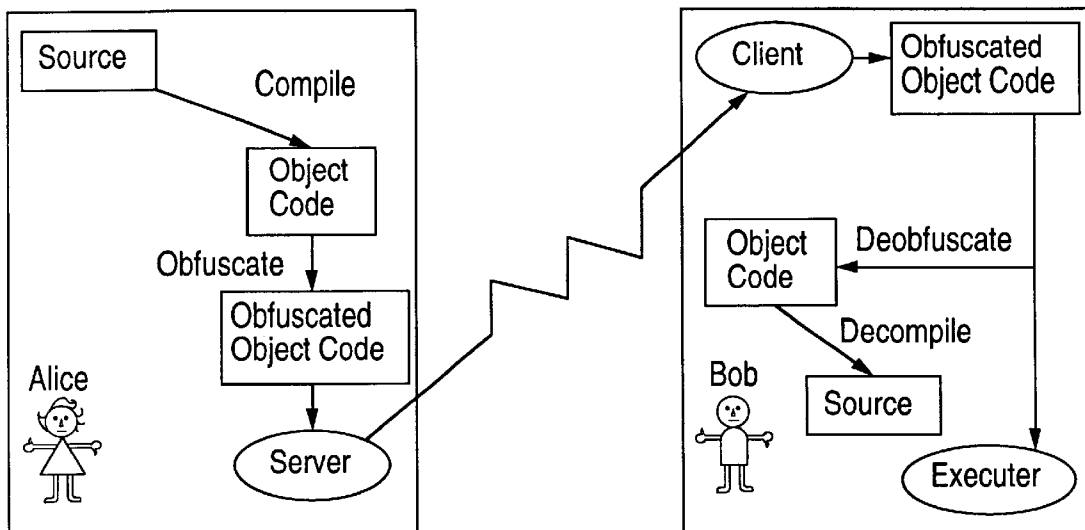 Source
Compile
Object
Code
Obfuscate
Obfuscated
Object Code
Alice
Server
Client
Obfuscated
Object Code
Object
Code
Deobfuscate
Decompile
Bob
Source
Executer